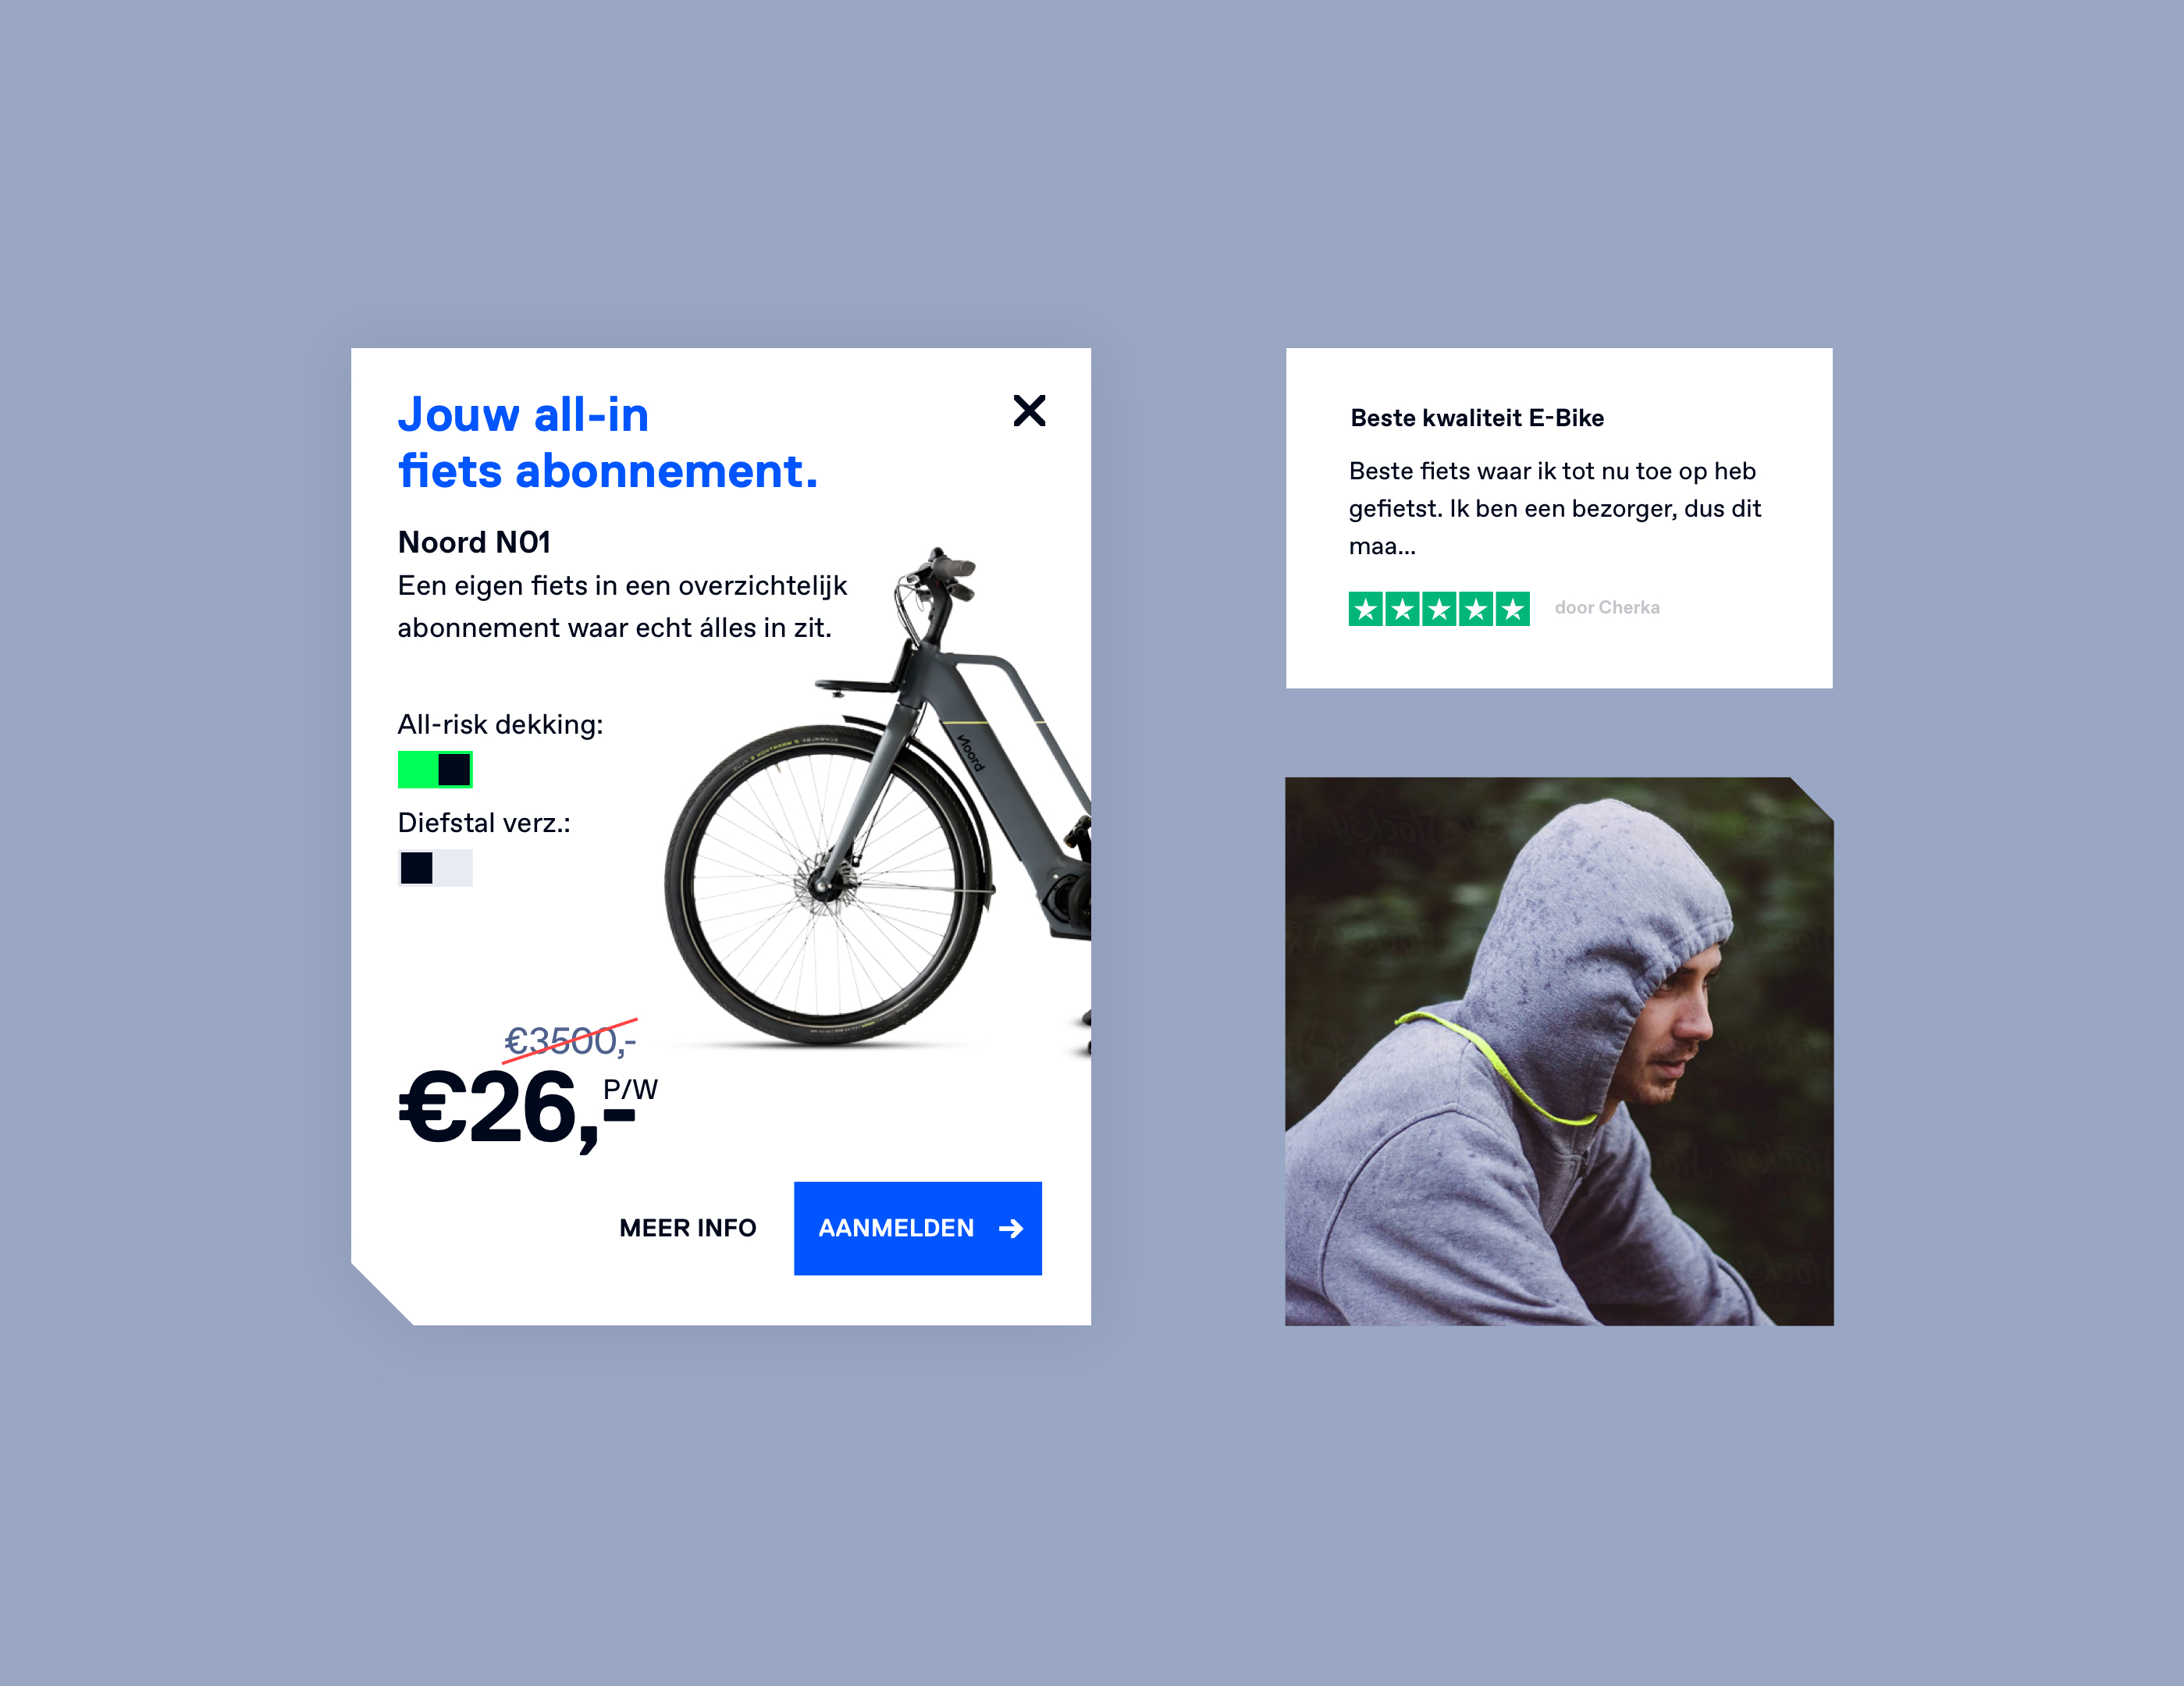 Jouw all-in
fiets abonnement.
Noord N01
Een eigen fiets in een overzichtelijk
abonnement waar echt álles in zit.
All-risk dekking:
Diefstal verz.:
Noord
€3500,-
€26,-
P/W
MEER INFO
AANMELDEN
Beste kwaliteit E-Bike
Beste fiets waar ik tot nu toe op heb
gefietst. Ik ben een bezorger, dus dit
maa...
door Cherka